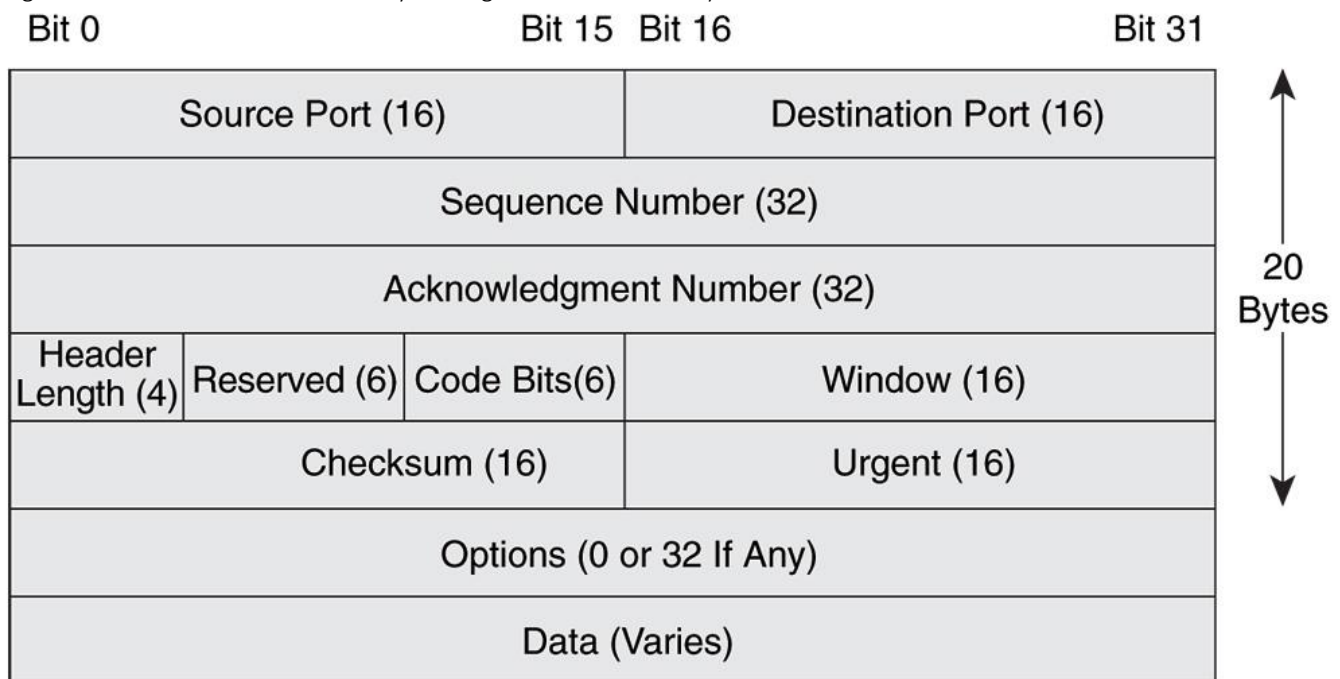 Bit 0 Bit 15 Bit 16 Bit 31
Source Port (16) Destination Port (16)
Sequence Number (32)
Acknowledgment Number (32)
20
Bytes
Header
Length (4) Reserved (6) Code Bits(6) Window (16)
Checksum (16) Urgent (16)
Options (0 or 32 If Any)
Data (Varies)